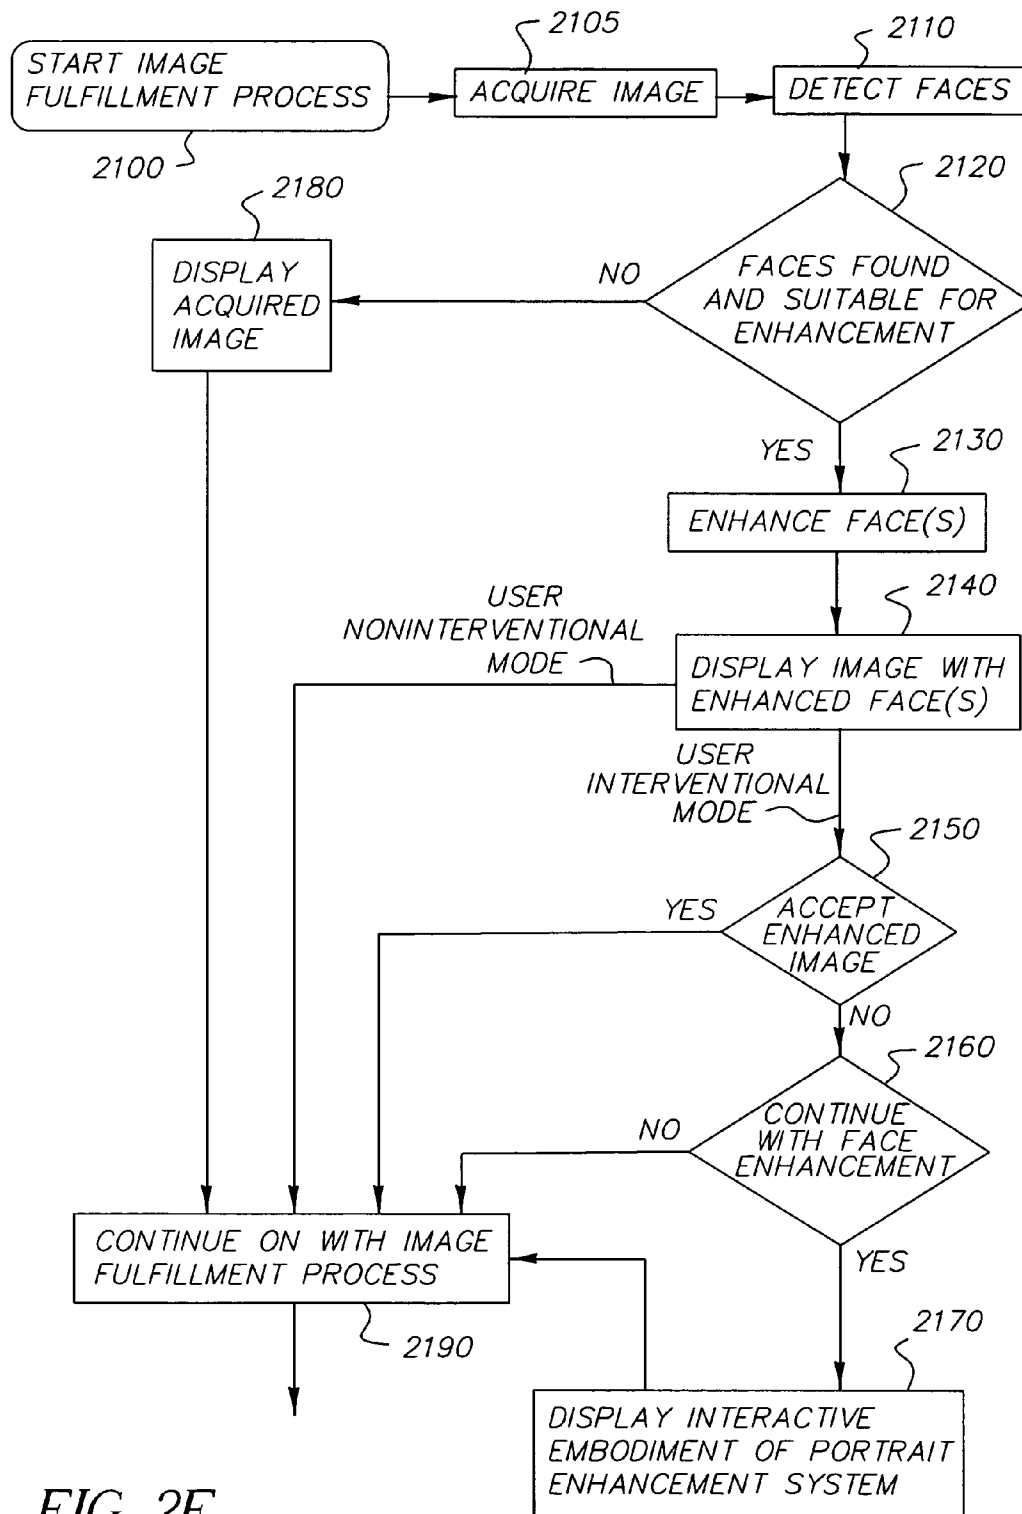 2105
2110
START IMAGE
FULFILLMENT PROCESS
ACQUIRE IMAGE
DETECT FACES
2100
2180
2120
DISPLAY
ACQUIRED
IMAGE
NO
FACES FOUND
AND SUITABLE FOR
ENHANCEMENT
YES
2130
ENHANCE FACE(S)
2140
USER
NONINTERVENTIONAL
MODE
DISPLAY IMAGE WITH
ENHANCED FACE(S)
USER
INTERVENTIONAL
MODE
2150
YES
ACCEPT
ENHANCED
IMAGE
NO
2160
NO
CONTINUE
WITH FACE
ENHANCEMENT
YES
CONTINUE ON WITH IMAGE
FULFILLMENT PROCESS
2190
2170
DISPLAY INTERACTIVE
EMBODIMENT OF PORTRAIT
ENHANCEMENT SYSTEM
FIG.